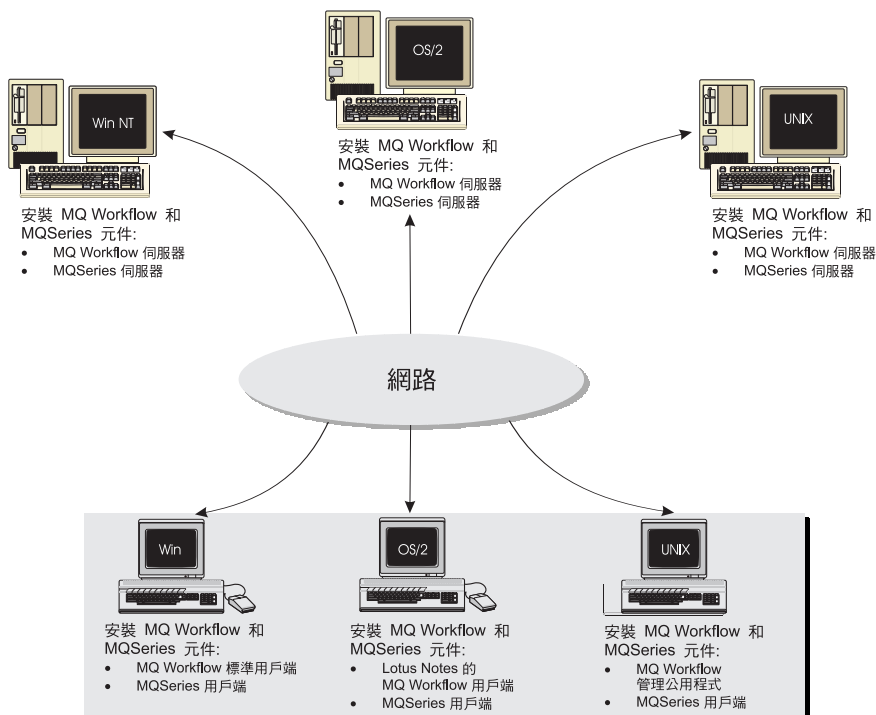 OS/2
安裝 MQ Workflow 和
MQSeries 元件:
• MQ Workflow 伺服器
• MQSeries 伺服器
Win NT
安裝 MQ Workflow 和
MQSeries 元件:
• MQ Workflow 伺服器
• MQSeries 伺服器
UNIX
安裝 MQ Workflow 和
MQSeries 元件:
• MQ Workflow 伺服器
• MQSeries 伺服器
網路
Win
安裝 MQ Workflow 和
MQSeries 元件:
• MQ Workflow 標準用戶端
• MQSeries 用戶端
OS/2
安裝 MQ Workflow 和
MQSeries 元件:
• Lotus Notes 的
MQ Workflow 用戶端
• MQSeries 用戶端
UNIX
安裝 MQ Workflow 和
MQSeries 元件:
• MQ Workflow
管理公用程式
• MQSeries 用戶端